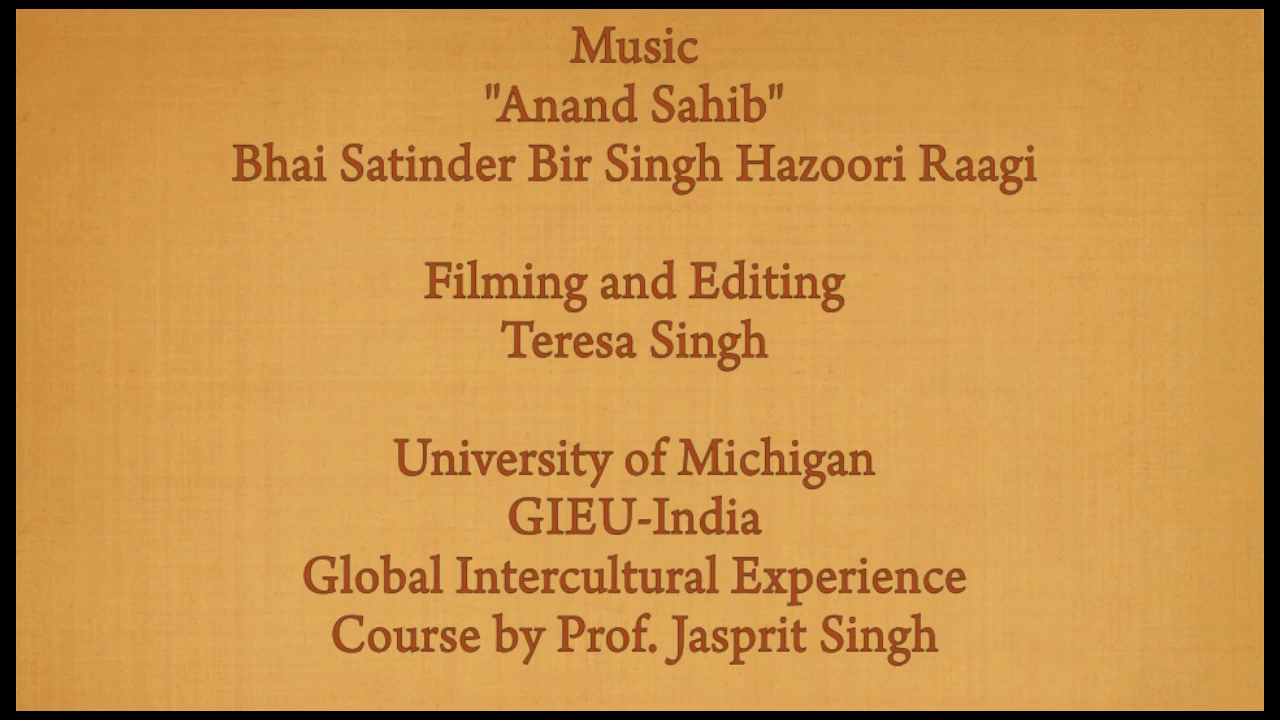 Music
"Anand Sahib"
Bhai Satinder Bir Singh Hazoori Raagi
Filming and Editing
Teresa Singh
University of Michigan
GIEU-India
Global Intercultural Experience
Course by Prof. Jasprit Singh